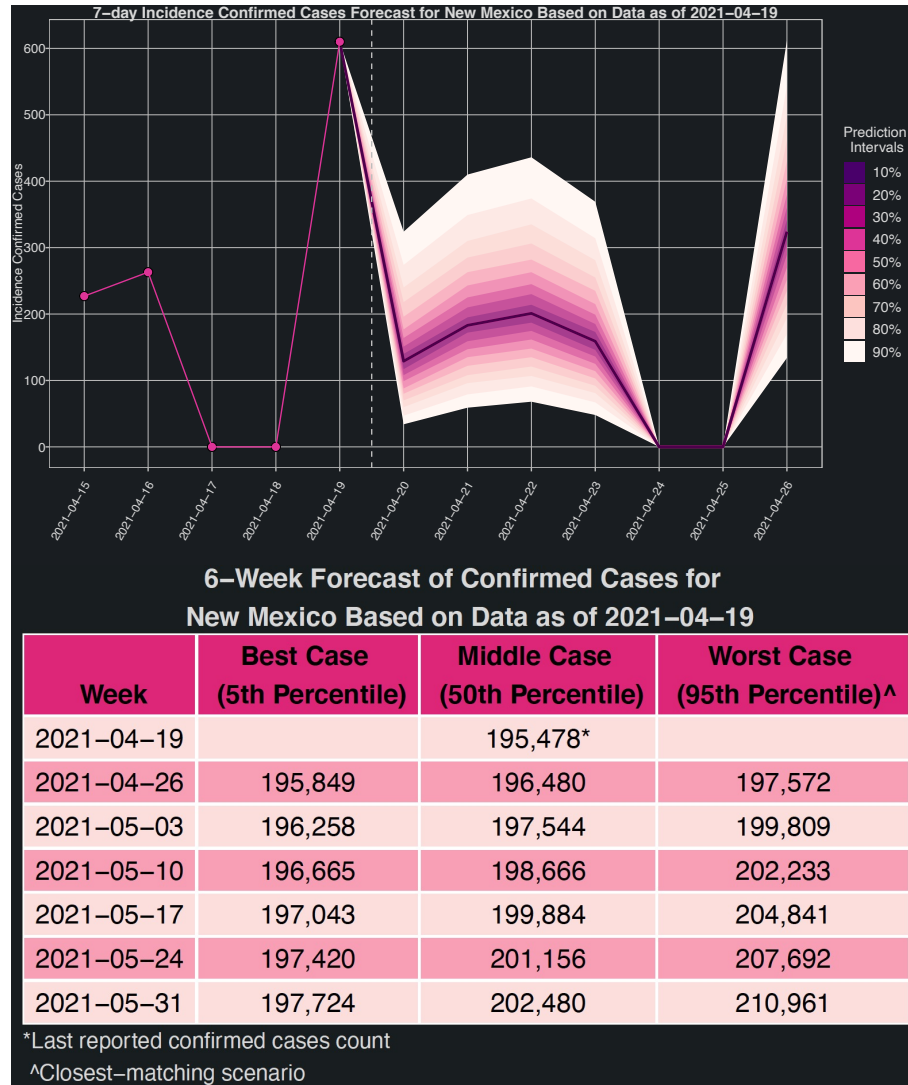 7-day Incidence Confirmed Cases Forecast for New Mexico Based on Data as of 2021-04-19
Incidence Confirmed Cases
600
500
400
300
200
100
0
2021-04-15
2021-04-16
2021-04-17
2021-04-18
2021-04-19
2021-04-20
2021-04-21
2021-04-22
2021-04-23
2021-04-24
2021-04-25
2021-04-26
Prediction
Intervals
10%
20%
30%
40%
50%
60%
70%
80%
90%
6-Week Forecast of Confirmed Cases for
New Mexico Based on Data as of 2021-04-19
Week Best Case (5th Percentile) Middle Case (50th Percentile) Worst Case (95th Percentile)^
2021-04-19 195,478*
2021-04-26 195,849 196,480 197,572
2021-05-03 196,258 197,544 199,809
2021-05-10 196,665 198,666 202,233
2021-05-17 197,043 199,884 204,841
2021-05-24 197,420 201,156 207,692
2021-05-31 197,724 202,480 210,961
*Last reported confirmed cases count
^Closest-matching scenario